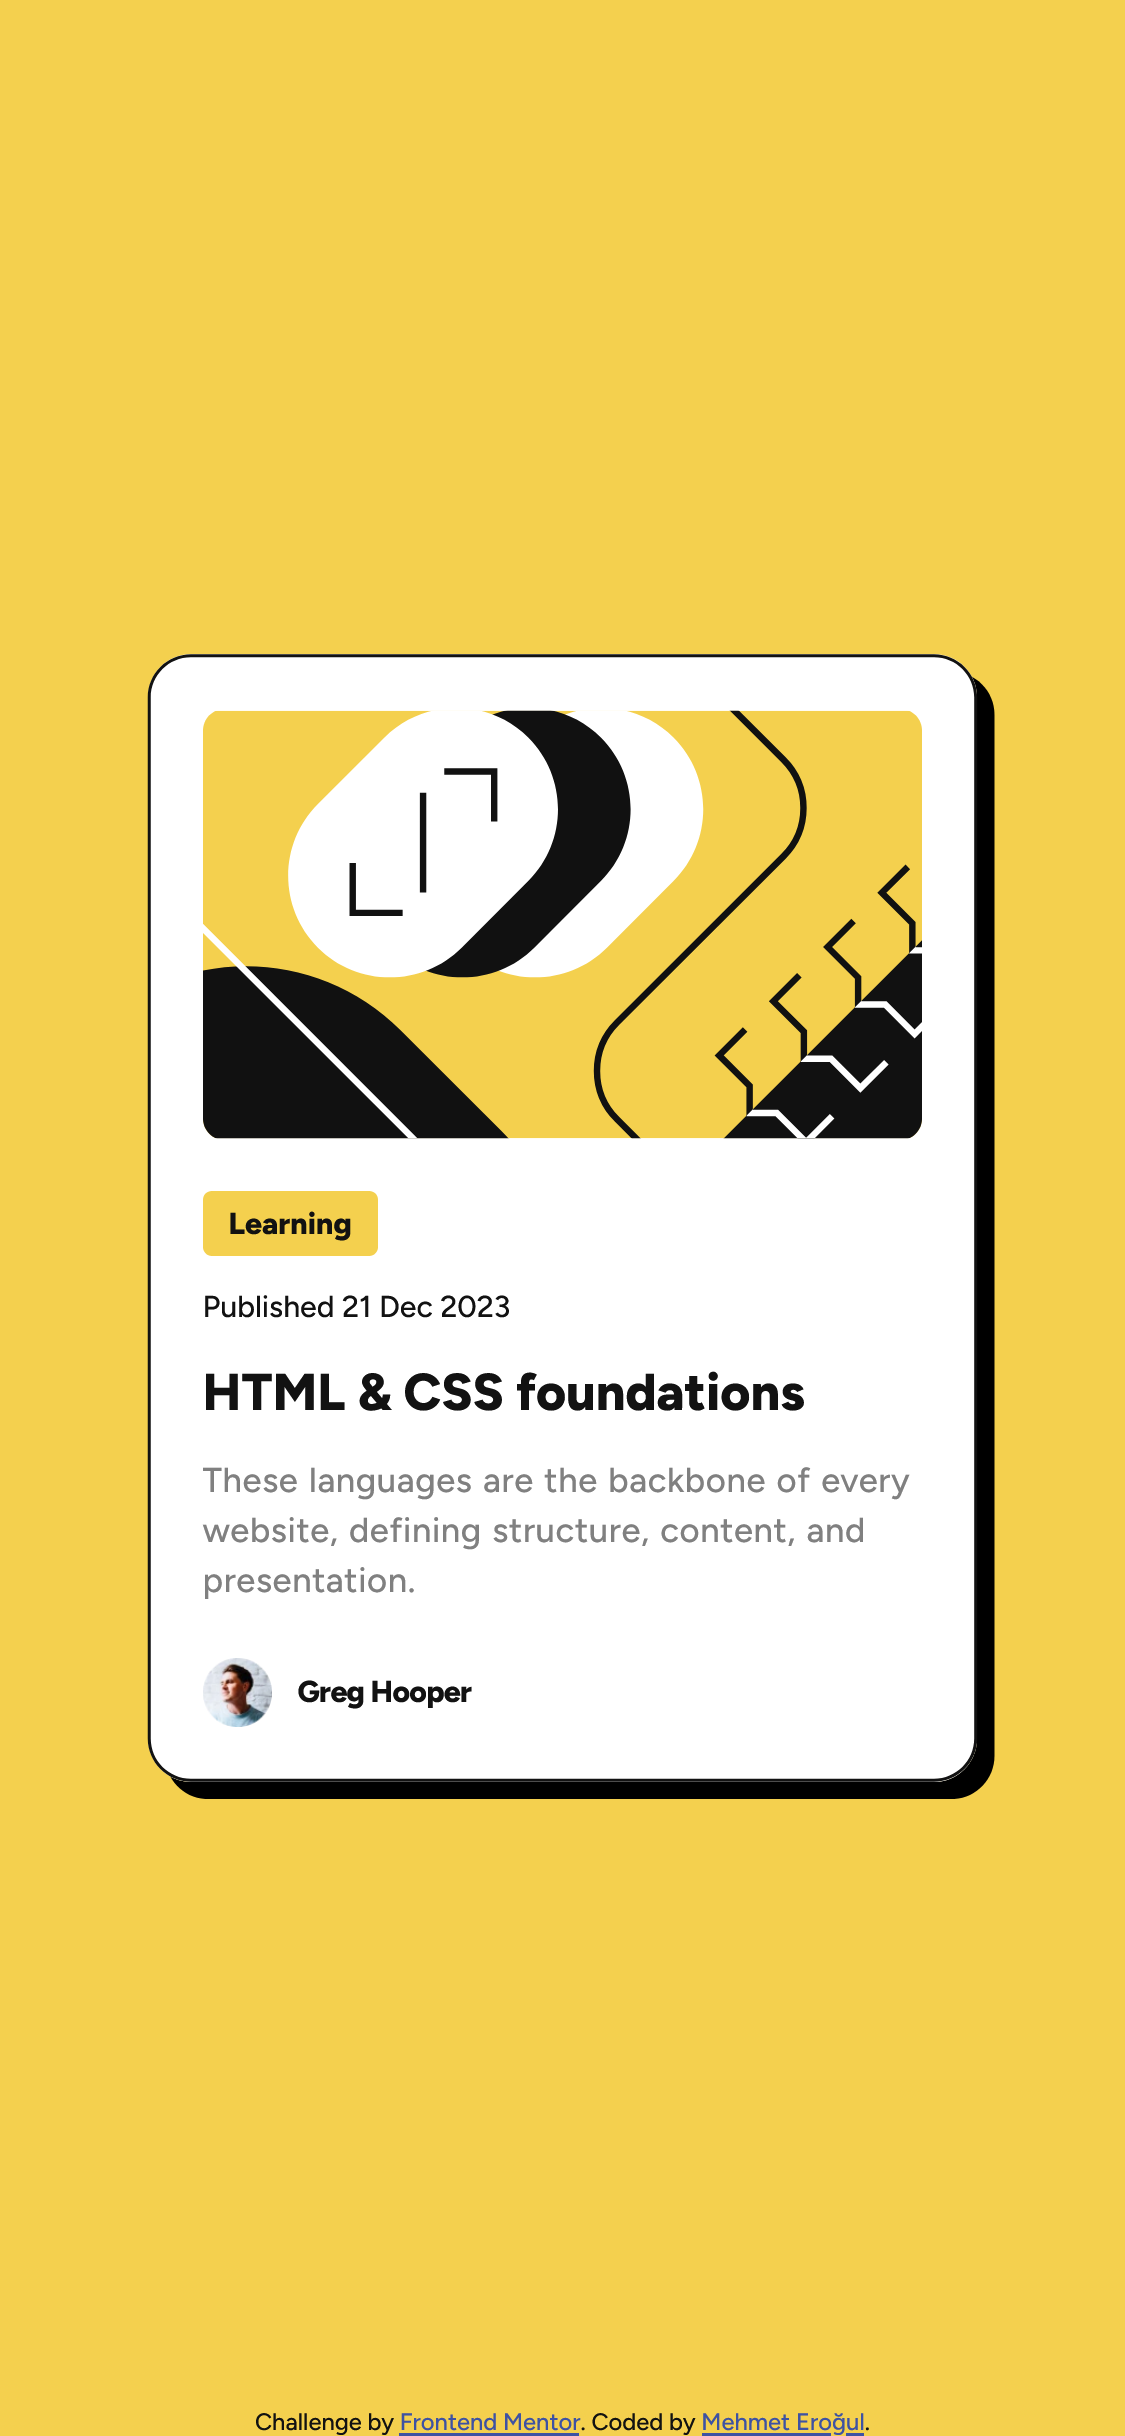 Learning
Published 21 Dec 2023
HTML & CSS foundations
These languages are the backbone of every
website, defining structure, content, and
presentation.
Greg Hooper
Challenge by Frontend Mentor. Coded by Mehmet Eroğul.